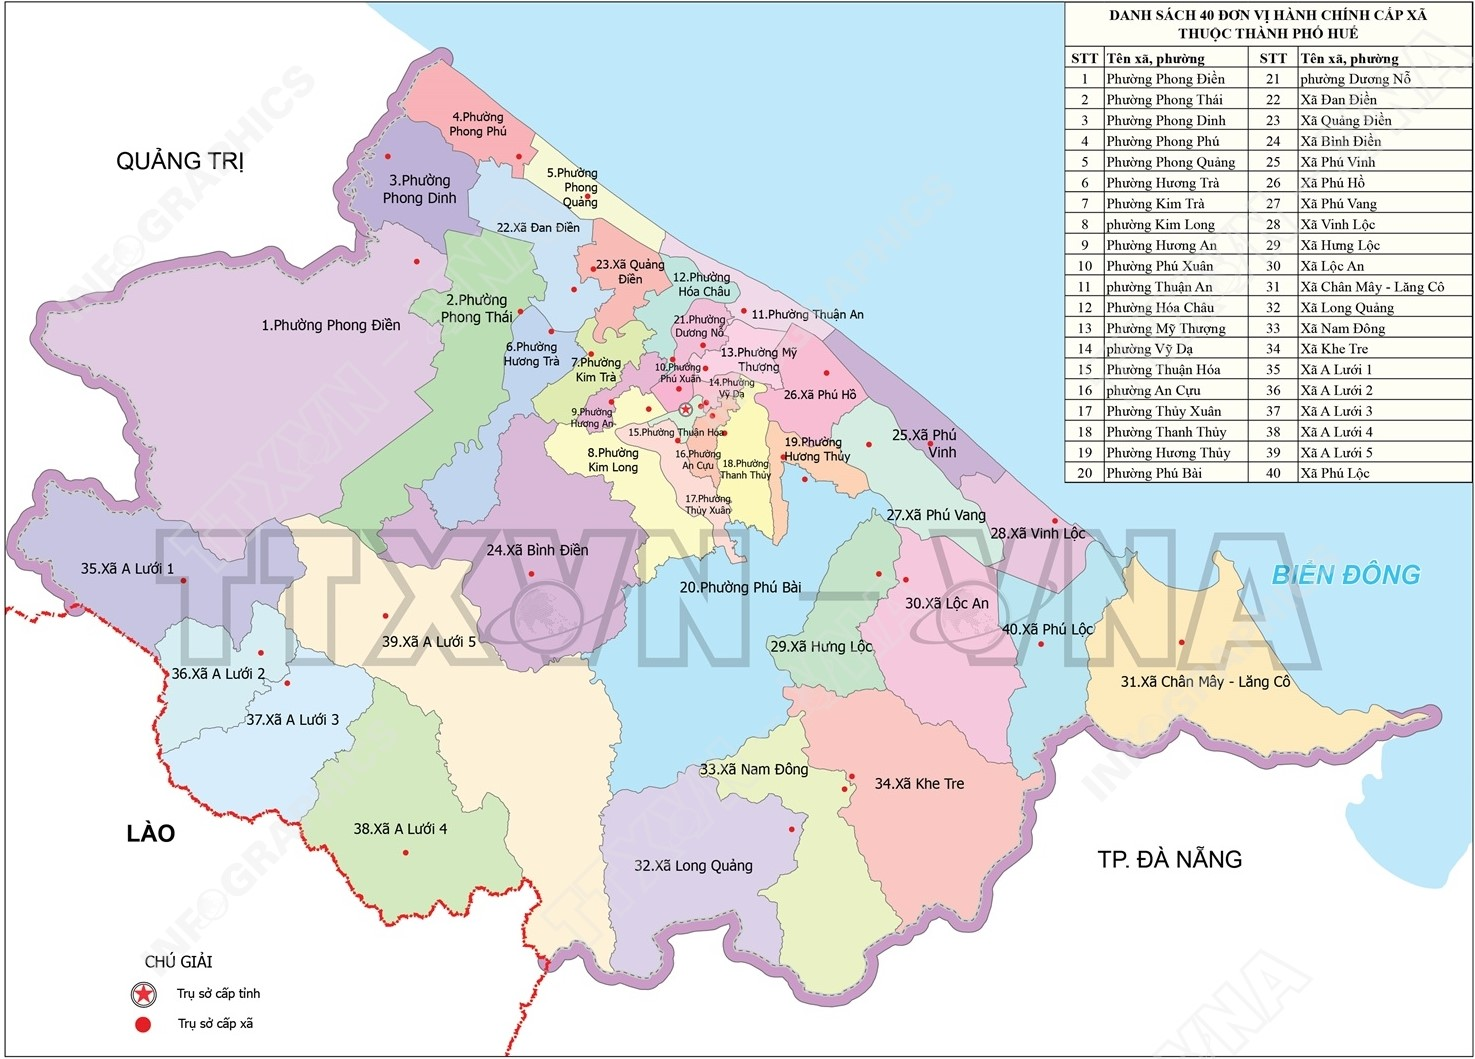 DANH SÁCH 40 ĐƠN VỊ HÀNH CHÍNH CẤP XÃ
THUỘC THÀNH PHỐ HUẾ
STT Tên xã, phường STT Tên xã, phường
1 Phường Phong Điền 21 phường Dương Nỗ
2 Phường Phong Thái 22 Xã Đan Điền
3 Phường Phong Dinh 23 Xã Quảng Điền
4 Phường Phong Phú 24 Xã Bình Điền
5 Phường Phong Quảng 25 Xã Phú Vinh
6 Phường Hương Trà 26 Xã Phú Hồ
7 Phường Kim Trà 27 Xã Phú Vang
8 phường Kim Long 28 Xã Vinh Lộc
9 Phường Hương An 29 Xã Hưng Lộc
10 Phường Phú Xuân 30 Xã Lộc An
11 phường Thuận An 31 Xã Chân Mây - Lăng Cô
12 Phường Hóa Châu 32 Xã Long Quảng
13 Phường Mỹ Thượng 33 Xã Nam Đông
14 phường Vỹ Dạ 34 Xã Khe Tre
15 Phường Thuận Hóa 35 Xã A Lưới 1
16 phường An Cựu 36 Xã A Lưới 2
17 Phường Thủy Xuân 37 Xã A Lưới 3
18 Phường Thanh Thủy 38 Xã A Lưới 4
19 Phường Hương Thủy 39 Xã A Lưới 5
20 Phường Phú Bài 40 Xã Phú Lộc
QUẢNG TRỊ
4.Phường
Phong Phú
3.Phường
Phong Dinh
5.Phường
Phong
Quảng
22.Xã Đan Điền
23.Xã Quảng
Điền
12.Phường
Hóa Châu
2.Phường
Phong Thái
1.Phường Phong Điền
11.Phường Thuận An
21.Phường
Dương Nỗ
6.Phường
Hương Trà
7.Phường
Kim Trà
13.Phường Mỹ
Thượng
10.Phường
Phú Xuân
14.Phường
Vỹ Dạ
26.Xã Phú Hồ
9.Phường
Hương An
15.Phường Thuận Hóa
25.Xã Phú
Vinh
19.Phường
Hương Thủy
8.Phường
Kim Long
16.Phường
An Cựu
18.Phường
Thanh Thủy
17.Phường
Thủy Xuân
27.Xã Phú Vang
28.Xã Vinh Lộc
24.Xã Bình Điền
35.Xã A Lưới 1
20.Phường Phú Bài
BIỂN ĐÔNG
30.Xã Lộc An
40.Xã Phú Lộc
39.Xã A Lưới 5
29.Xã Hưng Lộc
36.Xã A Lưới 2
31.Xã Chân Mây - Lăng Cô
37.Xã A Lưới 3
33.Xã Nam Đông
34.Xã Khe Tre
LÀO
38.Xã A Lưới 4
32.Xã Long Quảng
TP. ĐÀ NẴNG
CHÚ GIẢI
Trụ sở cấp tỉnh
Trụ sở cấp xã
TTXVN - VNA
INFOGRAPHICS
INFOGRAPHICS
INFOGRAPHICS
INFOGRAPHICS